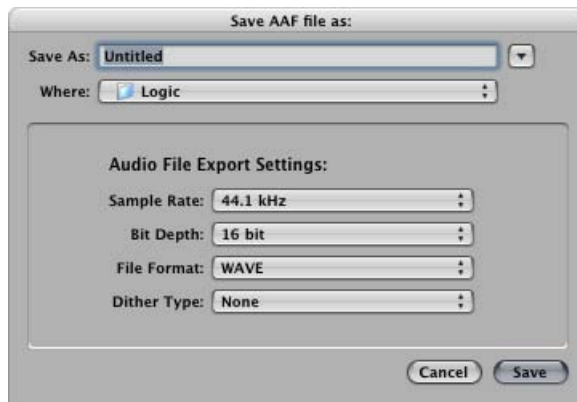 Save AAF file as:
Save As: Untitled
Where: Logic
Audio File Export Settings:
Sample Rate: 44.1 kHz
Bit Depth: 16 bit
File Format: WAVE
Dither Type: None
Cancel Save